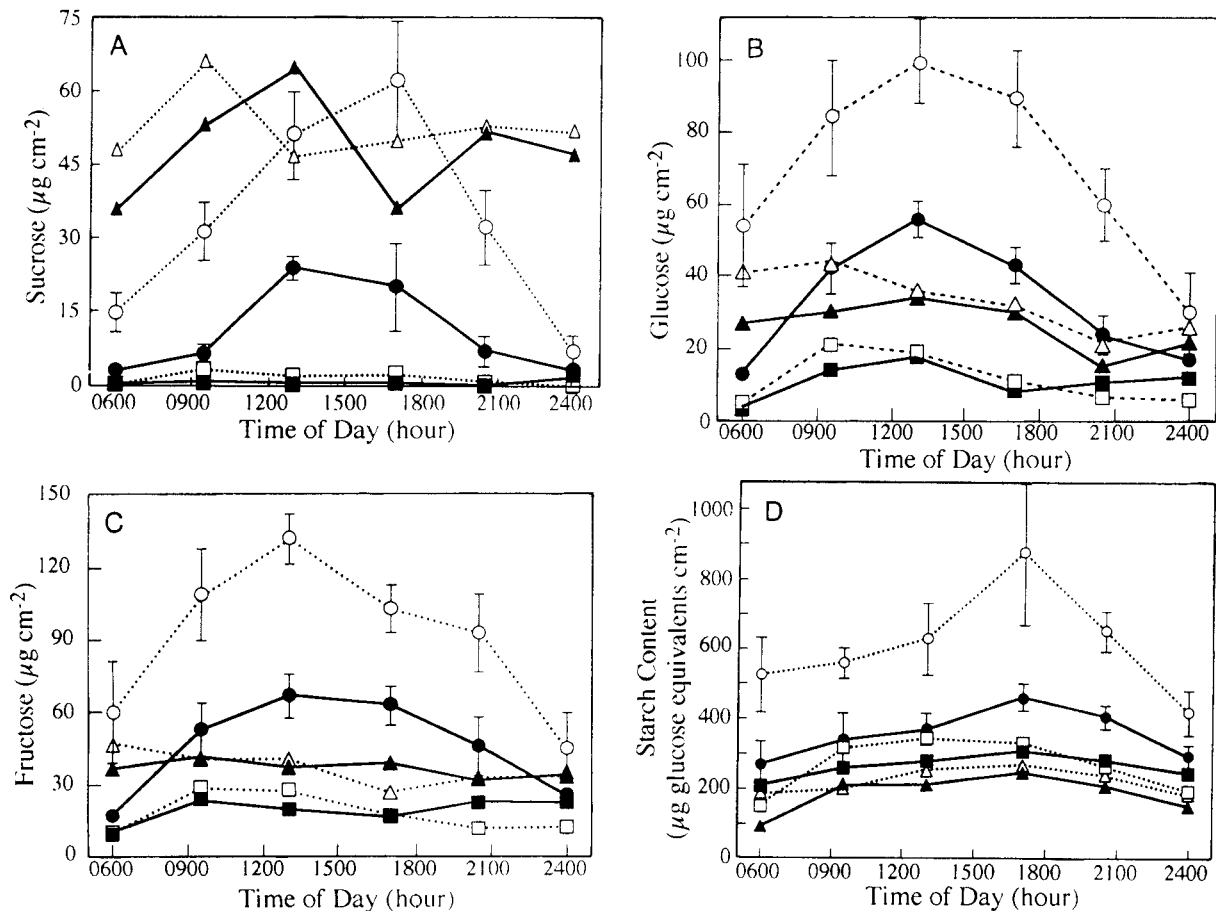 A
Sucrose (µg cm⁻²)
75
60
45
30
15
0
0600 0900 1200 1500 1800 2100 2400
Time of Day (hour)
B
Glucose (µg cm⁻²)
100
80
60
40
20
0
0600 0900 1200 1500 1800 2100 2400
Time of Day (hour)
C
Fructose (µg cm⁻²)
150
120
90
60
30
0
0600 0900 1200 1500 1800 2100 2400
Time of Day (hour)
D
Starch Content
(µg glucose equivalents cm⁻²)
1000
800
600
400
200
0
0600 0900 1200 1500 1800 2100 2400
Time of Day (hour)